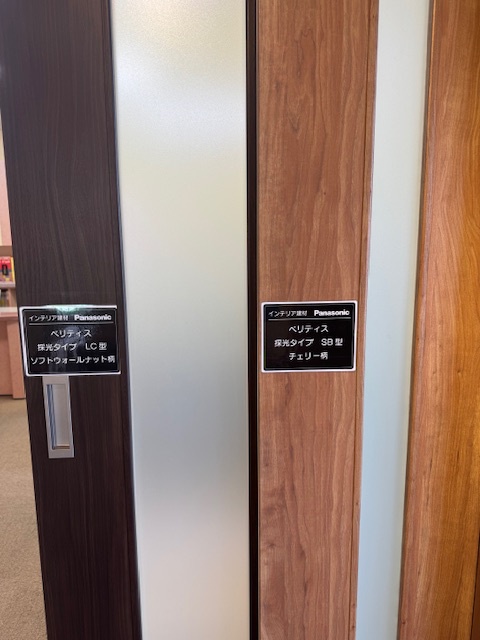 インテリア建材 Panasonic
ベリティス
採光タイプ LC型
ソフトウォールナット柄
インテリア建材 Panasonic
ベリティス
採光タイプ SB型
チェリー柄